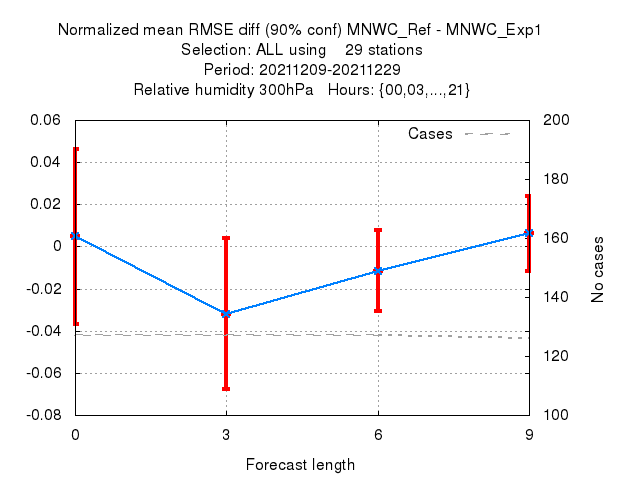 Normalized mean RMSE diff (90% conf) MNWC_Ref - MNWC_Exp1
Selection: ALL using    29 stations
Period: 20211209-20211229
Relative humidity 300hPa   Hours: {00,03,...,21}
Cases
0.06
0.04
0.02
0
-0.02
-0.04
-0.06
-0.08
200
180
160
140
120
100
No cases
0 3 6 9
Forecast length